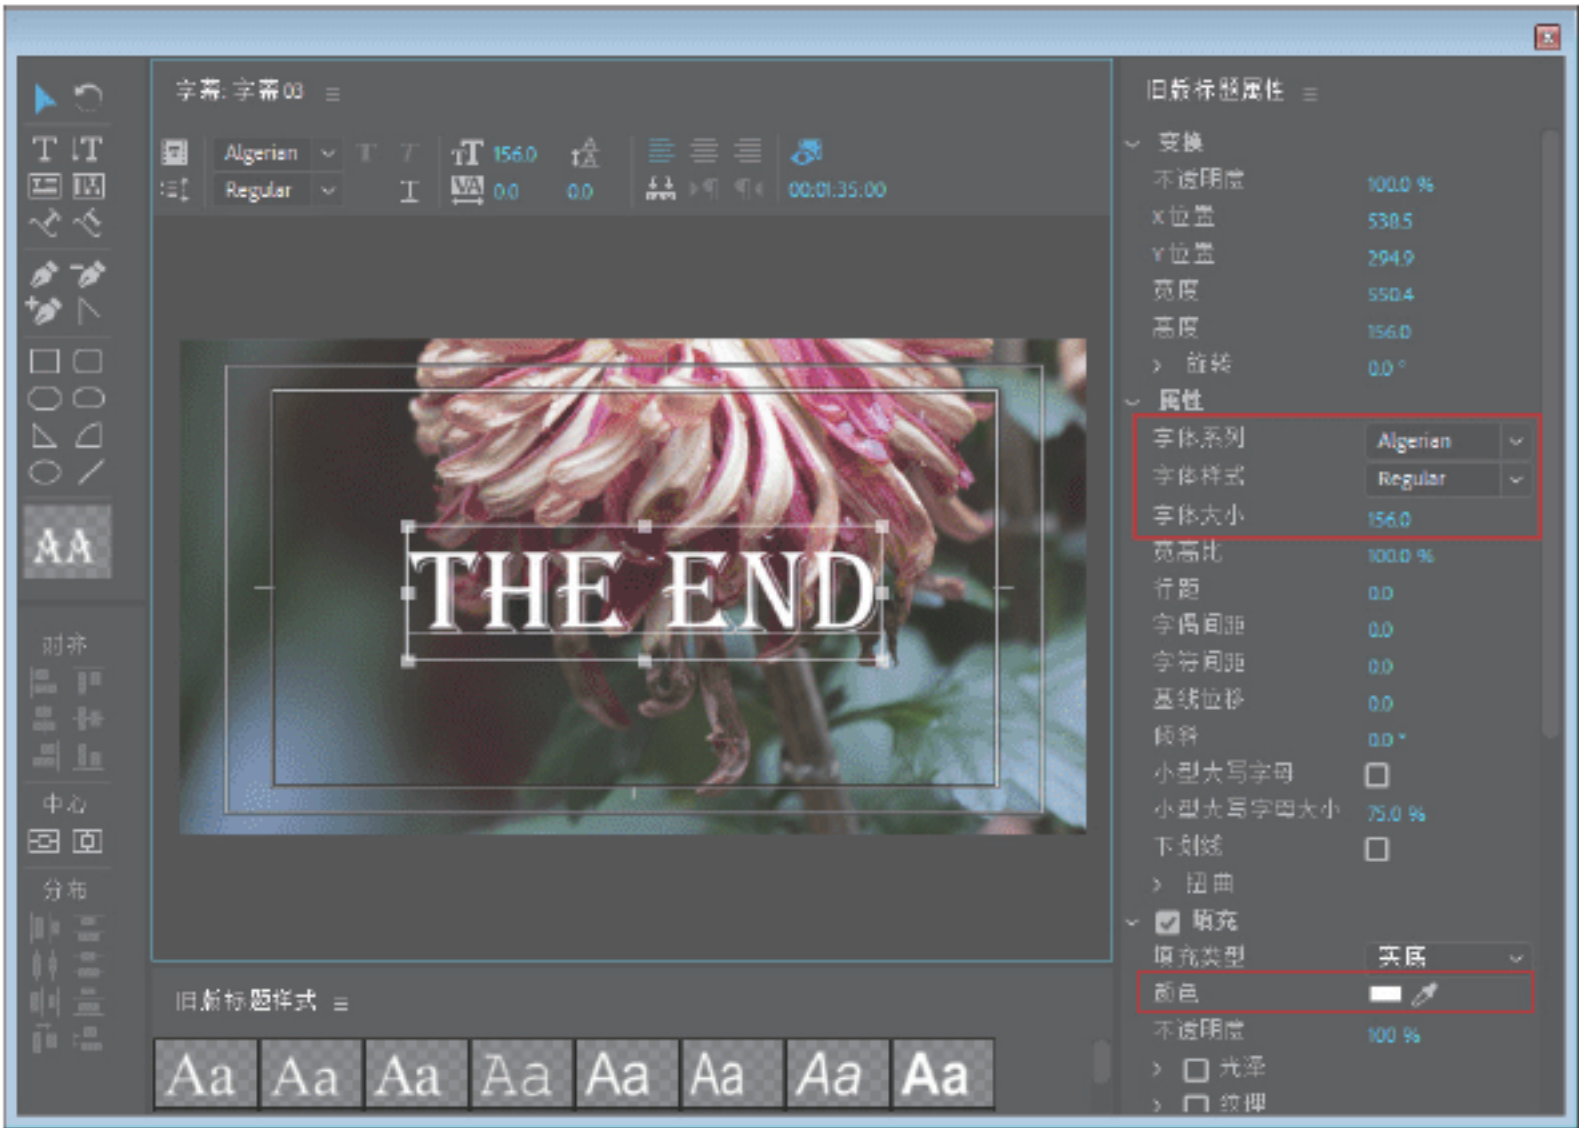 字幕: 字幕 03
Algerian
156.0
Regular
0.0
0.0
00:01:35:00
THE END
对齐
中心
分布
旧版标题样式
Aa Aa Aa Aa Aa Aa Aa Aa
旧版标题属性
变换
不透明度 100.0 %
X 位置 538.5
Y 位置 294.9
宽度 550.4
高度 156.0
旋转 0.0 °
属性
字体系列 Algerian
字体样式 Regular
字体大小 156.0
宽高比 100.0 %
行距 0.0
字偶间距 0.0
字符间距 0.0
基线位移 0.0
倾斜 0.0 °
小型大写字母
小型大写字母大小 75.0 %
下划线
扭曲
填充
填充类型 实底
颜色
不透明度 100 %
光泽
纹理